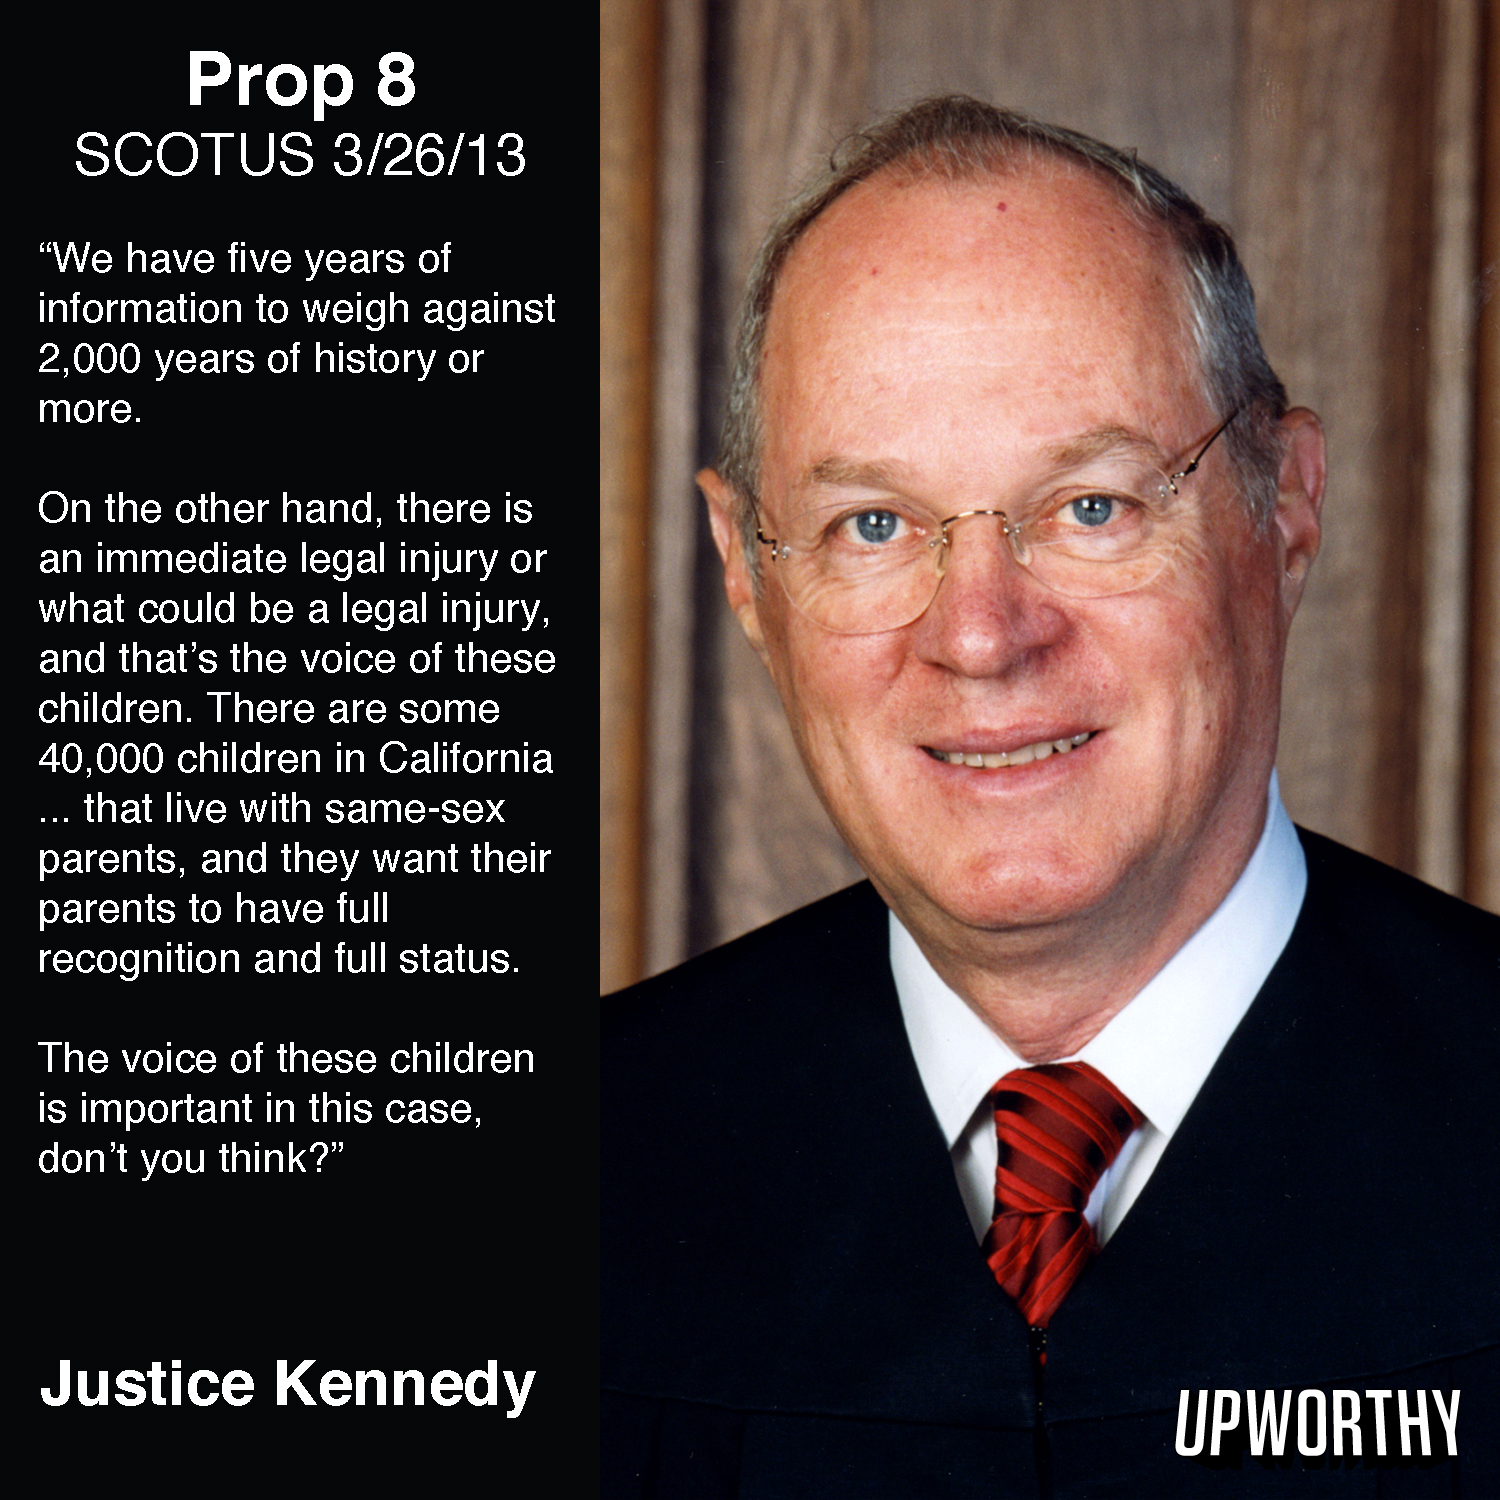 Prop 8
SCOTUS 3/26/13
“We have five years of
information to weigh against
2,000 years of history or
more.
On the other hand, there is
an immediate legal injury or
what could be a legal injury,
and that’s the voice of these
children. There are some
40,000 children in California
... that live with same-sex
parents, and they want their
parents to have full
recognition and full status.
The voice of these children
is important in this case,
don’t you think?”
Justice Kennedy
UPWORTHY